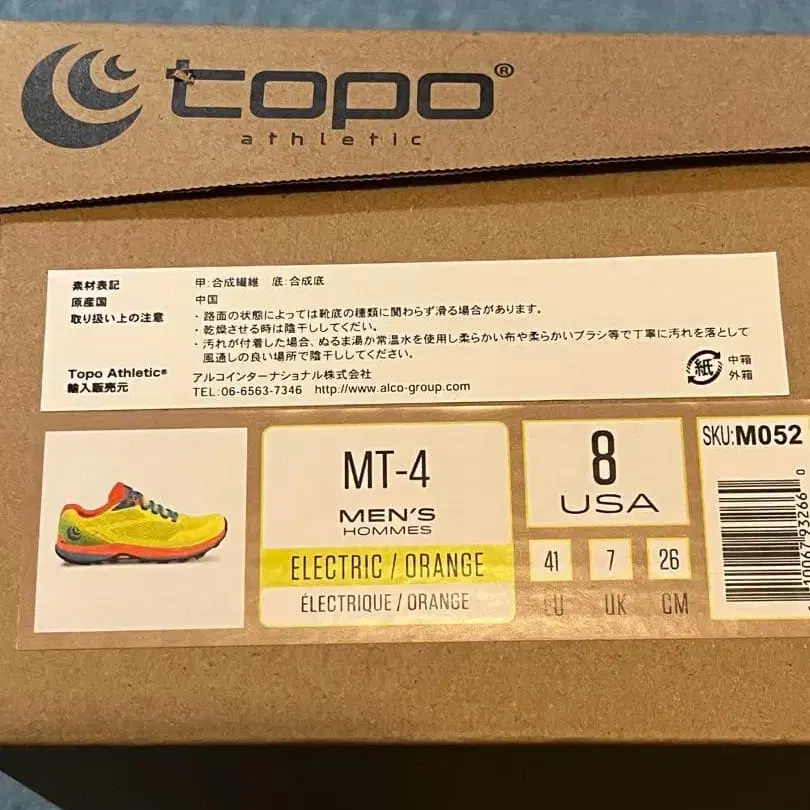 topo®
athletic
素材表記 甲:合成繊維 底:合成底
原産国 中国
取り扱い上の注意 ・路面の状態によっては靴底の種類に関わらず滑る場合があります。
・乾燥させる時は陰干ししてくだい。
・汚れが付着した場合、ぬるま湯か常温水を使用し柔らかい布や柔らかいブラシ等で丁寧に汚れを落として
風通しの良い場所で陰干ししてください。
Topo Athletic® アルコインターナショナル株式会社
輸入販売元 TEL:06-6563-7346 http://www.alco-group.com
紙 中箱
外箱
MT-4
MEN'S
HOMMES
ELECTRIC / ORANGE
ÉLECTRIQUE / ORANGE
8
USA
41 7 26
EU UK CM
SKU:M052
10067 93266 0